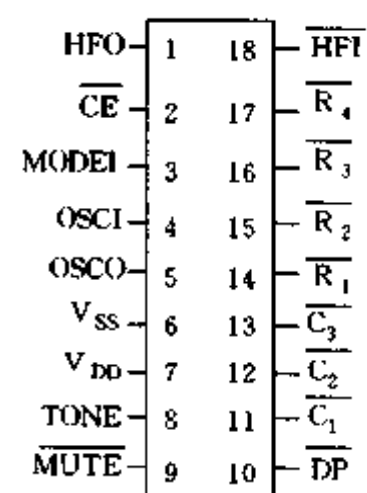 HFO 1 18 HFI
CE 2 17 R4
MODE1 3 16 R3
OSCI 4 15 R2
OSCO 5 14 R1
VSS 6 13 C3
VDD 7 12 C2
TONE 8 11 C1
MUTE 9 10 DP